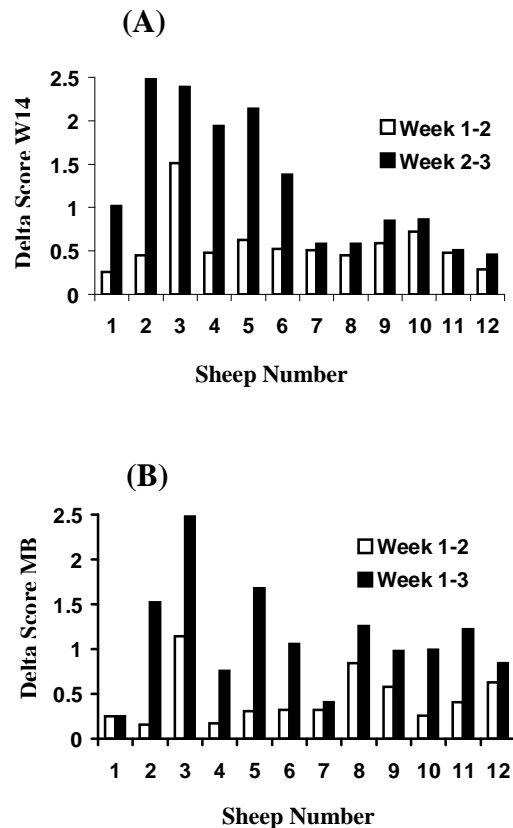 (A)
Delta Score W14
2.5
2
1.5
1
0.5
0
Week 1-2
Week 2-3
1 2 3 4 5 6 7 8 9 10 11 12
Sheep Number
(B)
Delta Score MB
2.5
2
1.5
1
0.5
0
Week 1-2
Week 1-3
1 2 3 4 5 6 7 8 9 10 11 12
Sheep Number